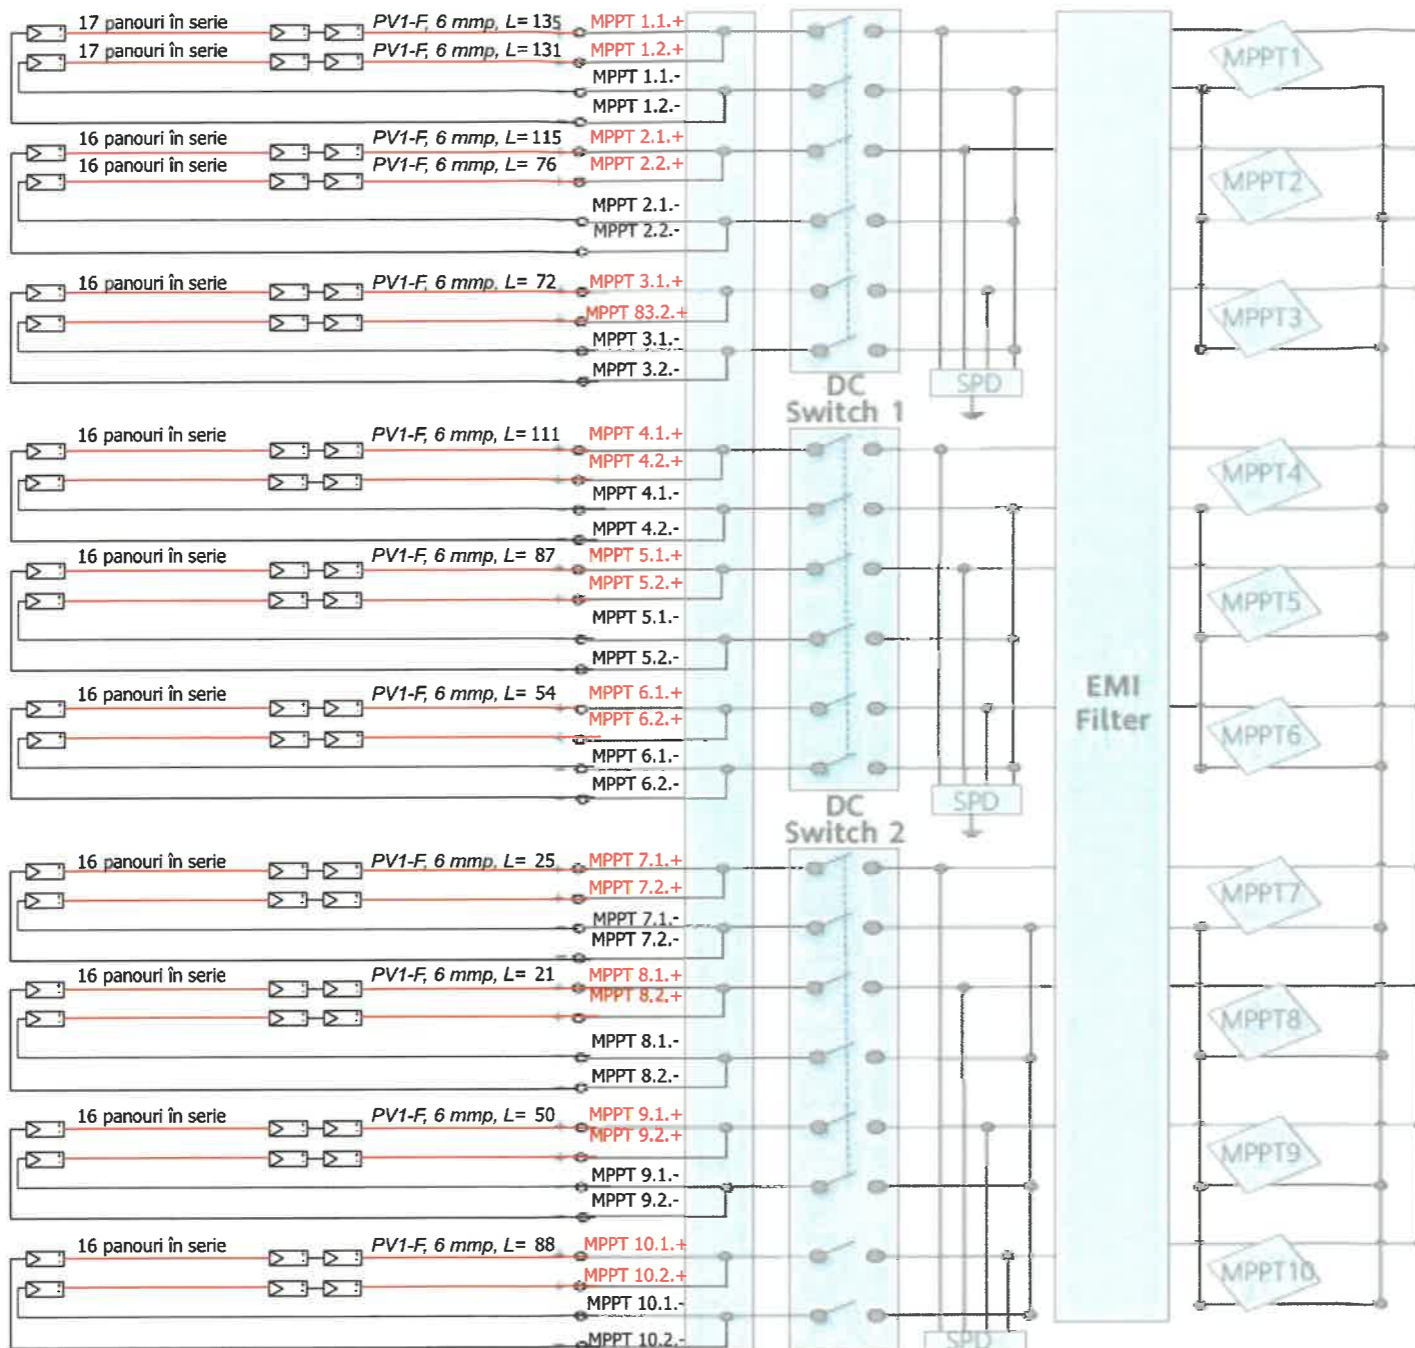 17 panouri în serie PV1-F, 6 mmp, L= 135 MPPT 1.1.+
17 panouri în serie PV1-F, 6 mmp, L= 131 MPPT 1.2.+
MPPT 1.1.-
MPPT 1.2.-
MPPT1
16 panouri în serie PV1-F, 6 mmp, L= 115 MPPT 2.1.+
16 panouri în serie PV1-F, 6 mmp, L= 76 MPPT 2.2.+
MPPT2
MPPT 2.1.-
MPPT 2.2.-
16 panouri în serie PV1-F, 6 mmp, L= 72 MPPT 3.1.+
MPPT 83.2.+
MPPT3
MPPT 3.1.-
MPPT 3.2.-
DC
Switch 1
SPD
16 panouri în serie PV1-F, 6 mmp, L= 111 MPPT 4.1.+
MPPT 4.2.+
MPPT4
MPPT 4.1.-
MPPT 4.2.-
16 panouri în serie PV1-F, 6 mmp, L= 87 MPPT 5.1.+
MPPT 5.2.+
MPPT5
MPPT 5.1.-
MPPT 5.2.-
16 panouri în serie PV1-F, 6 mmp, L= 54 MPPT 6.1.+
MPPT 6.2.+
EMI
Filter
MPPT6
MPPT 6.1.-
MPPT 6.2.-
DC
Switch 2
SPD
16 panouri în serie PV1-F, 6 mmp, L= 25 MPPT 7.1.+
MPPT 7.2.+
MPPT7
MPPT 7.1.-
MPPT 7.2.-
16 panouri în serie PV1-F, 6 mmp, L= 21 MPPT 8.1.+
MPPT 8.2.+
MPPT8
MPPT 8.1.-
MPPT 8.2.-
16 panouri în serie PV1-F, 6 mmp, L= 50 MPPT 9.1.+
MPPT 9.2.+
MPPT9
MPPT 9.1.-
MPPT 9.2.-
16 panouri în serie PV1-F, 6 mmp, L= 88 MPPT 10.1.+
MPPT 10.2.+
MPPT10
MPPT 10.1.-
MPPT 10.2.-
SPD